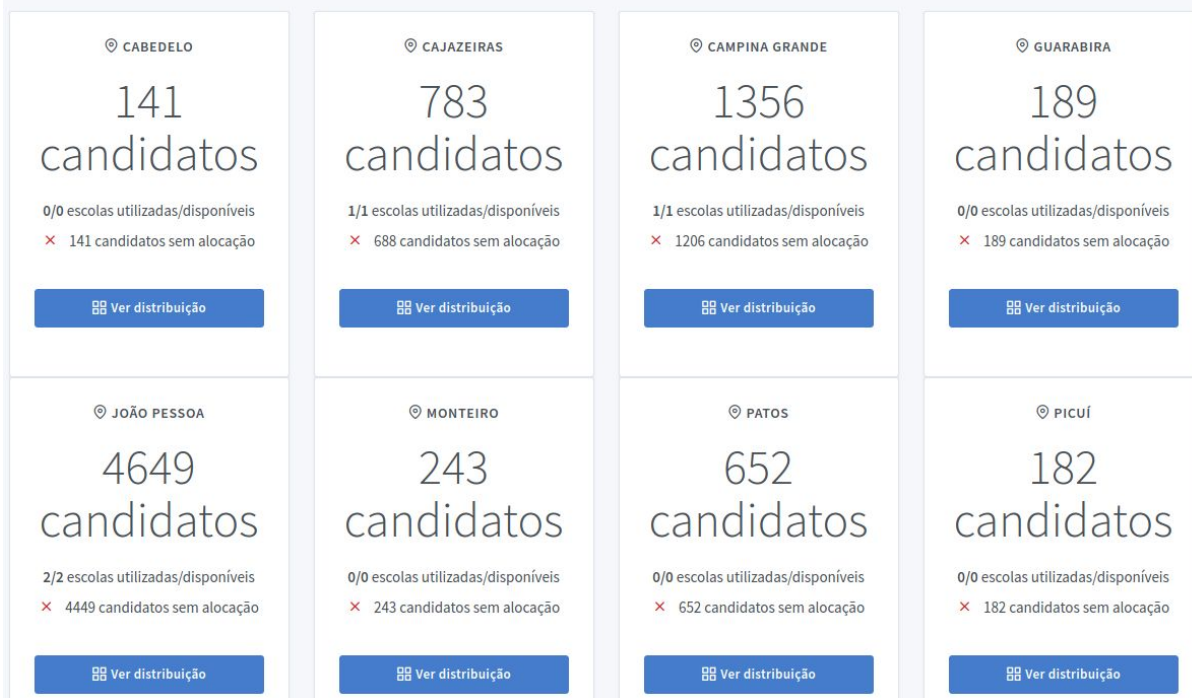 CABEDELO
141
candidatos
0/0 escolas utilizadas/disponíveis
× 141 candidatos sem alocação
Ver distribuição
CAJAZEIRAS
783
candidatos
1/1 escolas utilizadas/disponíveis
× 688 candidatos sem alocação
Ver distribuição
CAMPINA GRANDE
1356
candidatos
1/1 escolas utilizadas/disponíveis
× 1206 candidatos sem alocação
Ver distribuição
GUARABIRA
189
candidatos
0/0 escolas utilizadas/disponíveis
× 189 candidatos sem alocação
Ver distribuição
JOÃO PESSOA
4649
candidatos
2/2 escolas utilizadas/disponíveis
× 4449 candidatos sem alocação
Ver distribuição
MONTEIRO
243
candidatos
0/0 escolas utilizadas/disponíveis
× 243 candidatos sem alocação
Ver distribuição
PATOS
652
candidatos
0/0 escolas utilizadas/disponíveis
× 652 candidatos sem alocação
Ver distribuição
PICUÍ
182
candidatos
0/0 escolas utilizadas/disponíveis
× 182 candidatos sem alocação
Ver distribuição